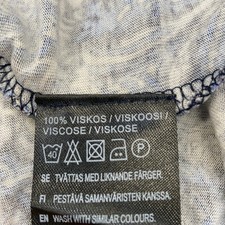 100% VISKOS / VISKOOSI /
VISCOSE / VISKOSE
40
SE TVÄTTAS MED LIKNANDE FÄRGER.
FI PESTÄVÄ SAMANVÄRISTEN KANSSA.
EN WASH WITH SIMILAR COLOURS.